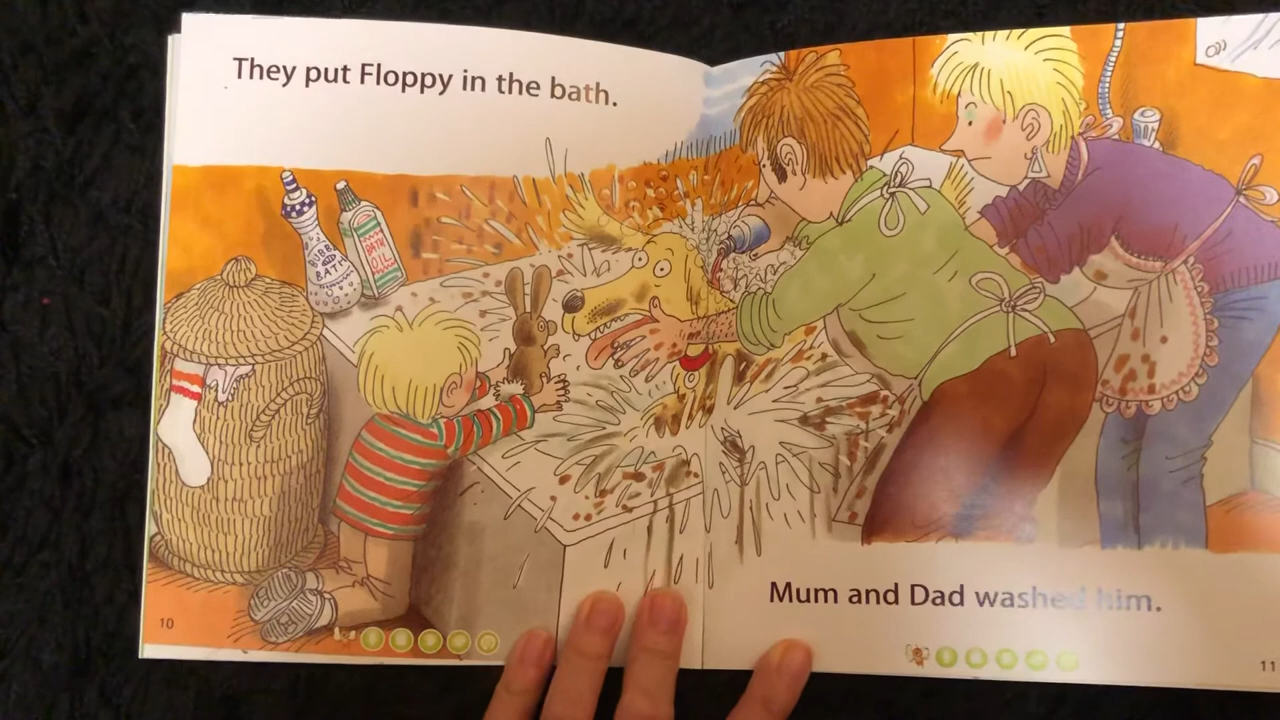 They put Floppy in the bath.
BUBBLE
BATH
BATH
OIL
Mum and Dad washed him.
10
11